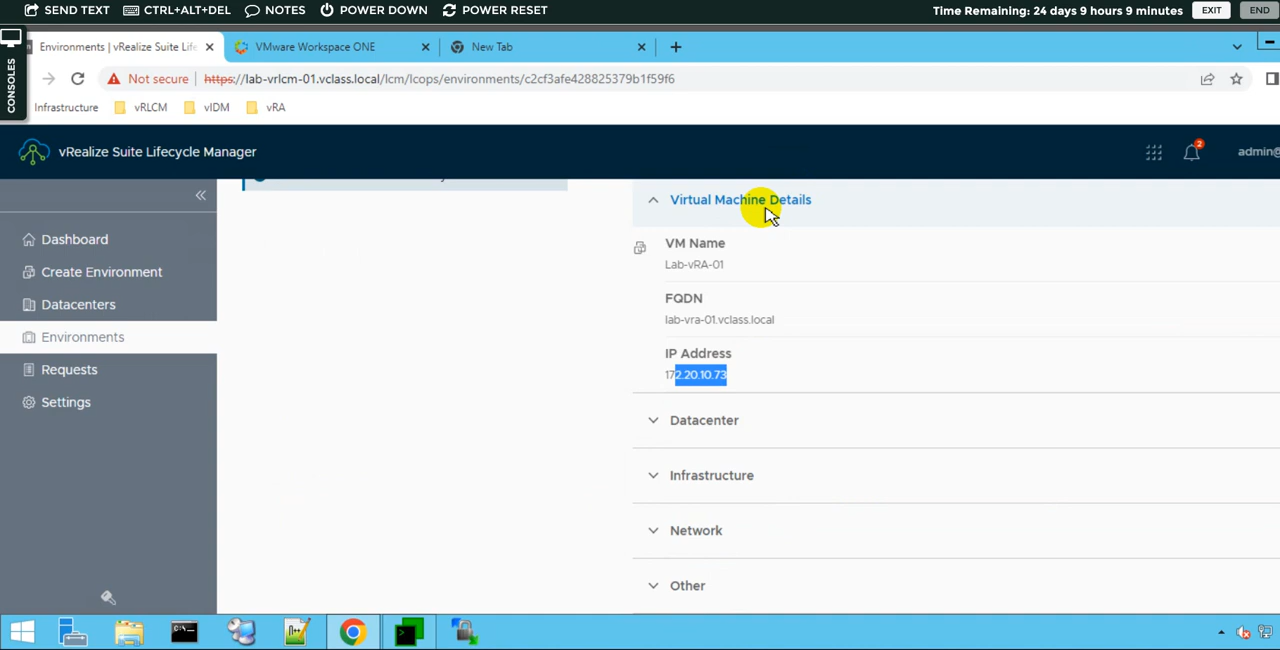 SEND TEXT CTRL+ALT+DEL NOTES POWER DOWN POWER RESET Time Remaining: 24 days 9 hours 9 minutes EXIT END
CONSOLES
Environments | vRealize Suite Life VMware Workspace ONE New Tab
Not secure https://lab-vrlcm-01.vclass.local/lcm/lcops/environments/c2cf3afe428825379b1f59f6
Infrastructure vRLCM vIDM vRA
vRealize Suite Lifecycle Manager 2 admin@
Virtual Machine Details
Dashboard
VM Name
Lab-vRA-01
Create Environment
FQDN
Datacenters
lab-vra-01.vclass.local
Environments
IP Address
172.20.10.73
Requests
Settings
Datacenter
Infrastructure
Network
Other